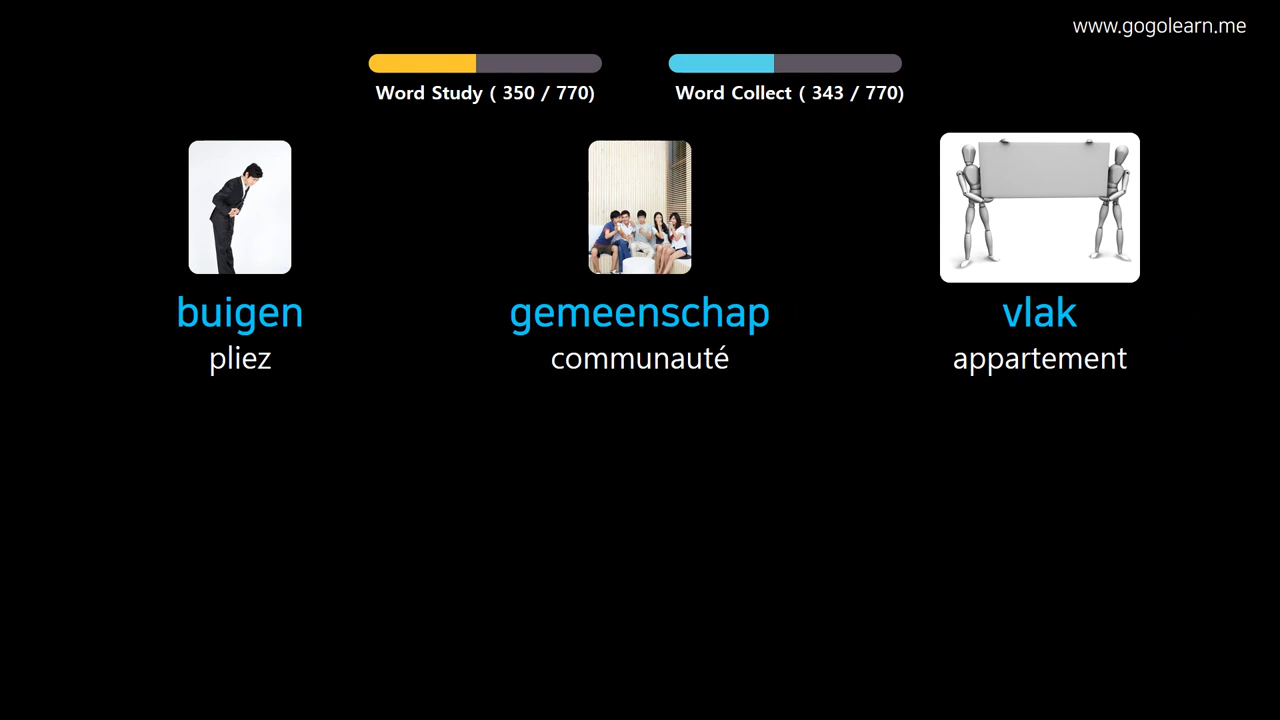 www.gogolearn.me
Word Study ( 350 / 770)
Word Collect ( 343 / 770)
buigen
pliez
gemeenschap
communauté
vlak
appartement